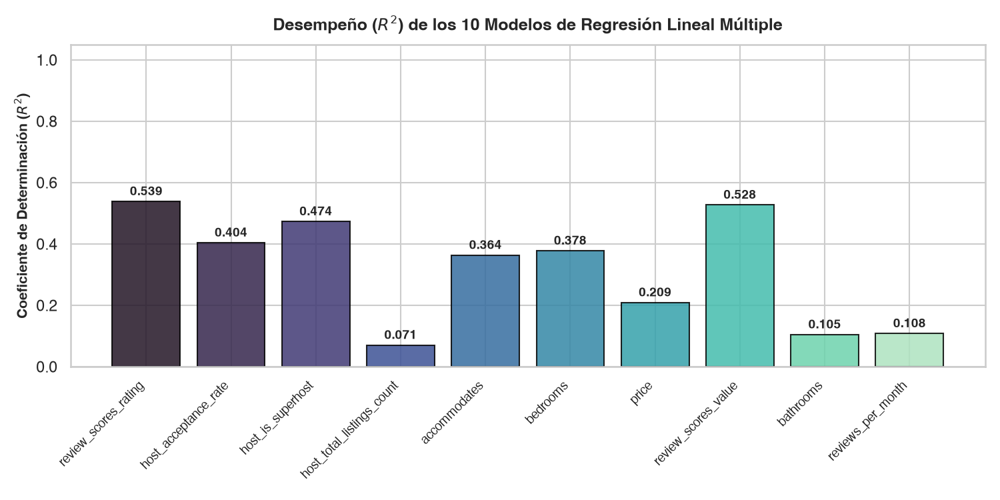 Desempeño (R²) de los 10 Modelos de Regresión Lineal Múltiple
Coeficiente de Determinación (R²)
1.0
0.8
0.6
0.4
0.2
0.0
0.539
0.404
0.474
0.071
0.364
0.378
0.209
0.528
0.105
0.108
review_scores_rating
host_acceptance_rate
host_is_superhost
host_total_listings_count
accommodates
bedrooms
price
review_scores_value
bathrooms
reviews_per_month